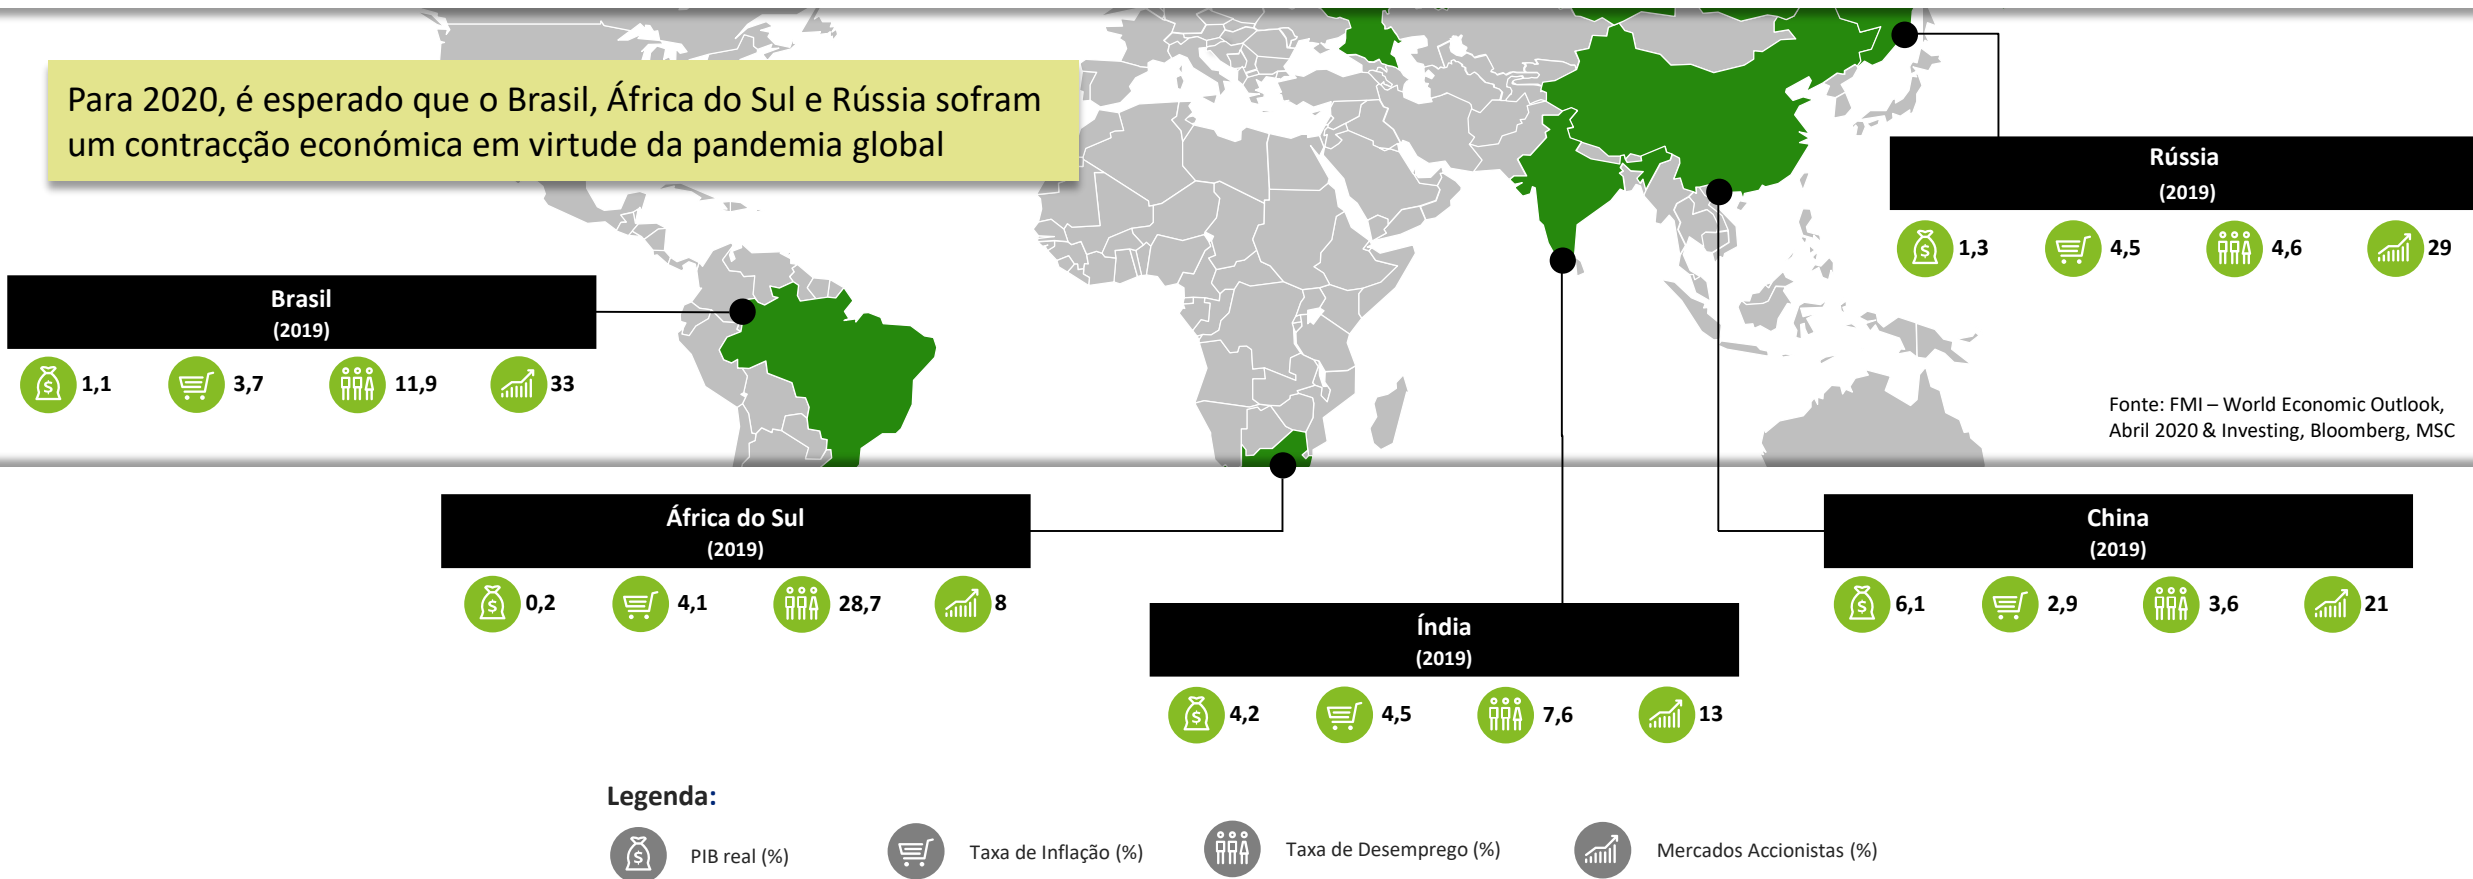 Para 2020, é esperado que o Brasil, África do Sul e Rússia sofram
um contracção económica em virtude da pandemia global
Rússia
(2019)
1,3 4,5 4,6 29
Brasil
(2019)
1,1 3,7 11,9 33
Fonte: FMI – World Economic Outlook,
Abril 2020 & Investing, Bloomberg, MSC
África do Sul
(2019)
0,2 4,1 28,7 8
China
(2019)
6,1 2,9 3,6 21
Índia
(2019)
4,2 4,5 7,6 13
Legenda:
PIB real (%) Taxa de Inflação (%) Taxa de Desemprego (%) Mercados Accionistas (%)